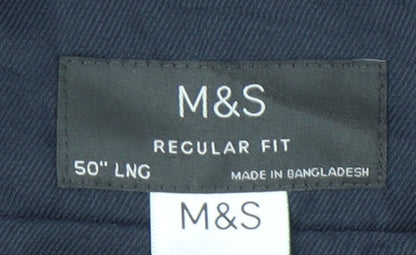 M&S
REGULAR FIT
50" LNG MADE IN BANGLADESH
M&S